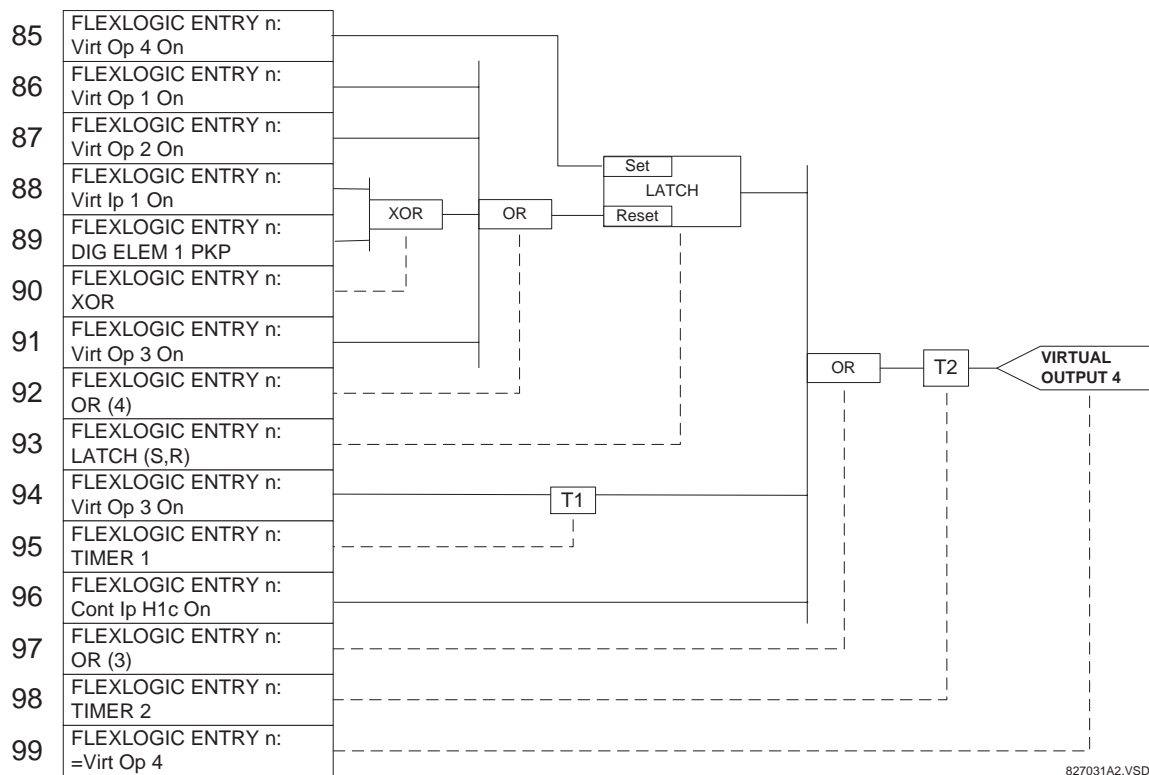 85
FLEXLOGIC ENTRY n:
Virt Op 4 On
86
FLEXLOGIC ENTRY n:
Virt Op 1 On
87
FLEXLOGIC ENTRY n:
Virt Op 2 On
88
FLEXLOGIC ENTRY n:
Virt Ip 1 On
89
FLEXLOGIC ENTRY n:
DIG ELEM 1 PKP
90
FLEXLOGIC ENTRY n:
XOR
91
FLEXLOGIC ENTRY n:
Virt Op 3 On
92
FLEXLOGIC ENTRY n:
OR (4)
93
FLEXLOGIC ENTRY n:
LATCH (S,R)
94
FLEXLOGIC ENTRY n:
Virt Op 3 On
95
FLEXLOGIC ENTRY n:
TIMER 1
96
FLEXLOGIC ENTRY n:
Cont Ip H1c On
97
FLEXLOGIC ENTRY n:
OR (3)
98
FLEXLOGIC ENTRY n:
TIMER 2
99
FLEXLOGIC ENTRY n:
=Virt Op 4
XOR
OR
Set
LATCH
Reset
T1
OR
T2
VIRTUAL
OUTPUT 4
827031A2.VSD